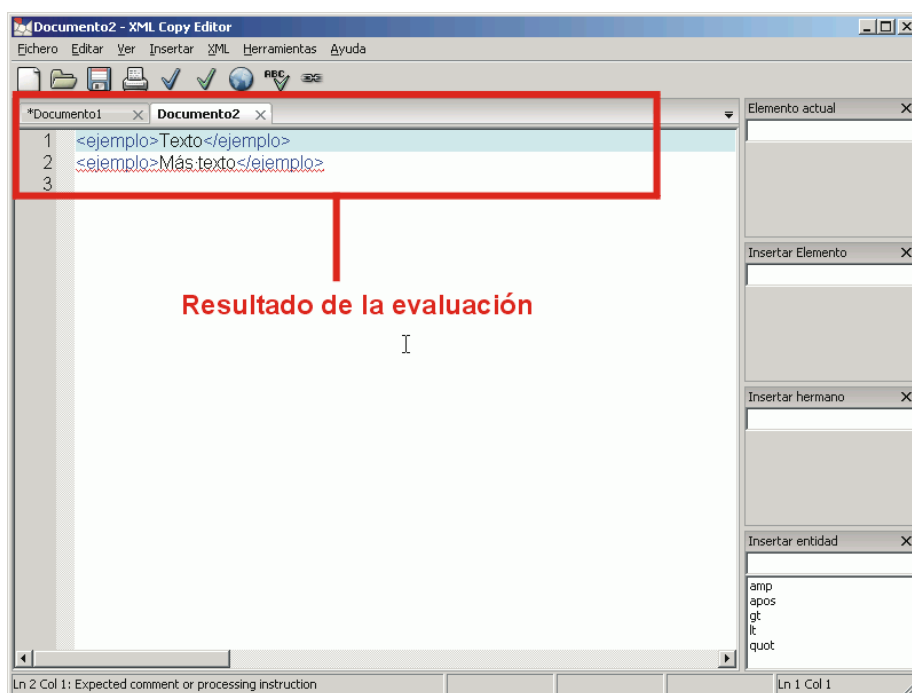 Documento2 - XML Copy Editor
Fichero Editar Ver Insertar XML Herramientas Ayuda
ABC
*Documento1 Documento2
Elemento actual
1 <ejemplo>Texto</ejemplo>
2 <ejemplo>Más texto</ejemplo>
3
Insertar Elemento
Resultado de la evaluación
Insertar hermano
Insertar entidad
amp
apos
gt
lt
quot
Ln 2 Col 1: Expected comment or processing instruction
Ln 1 Col 1